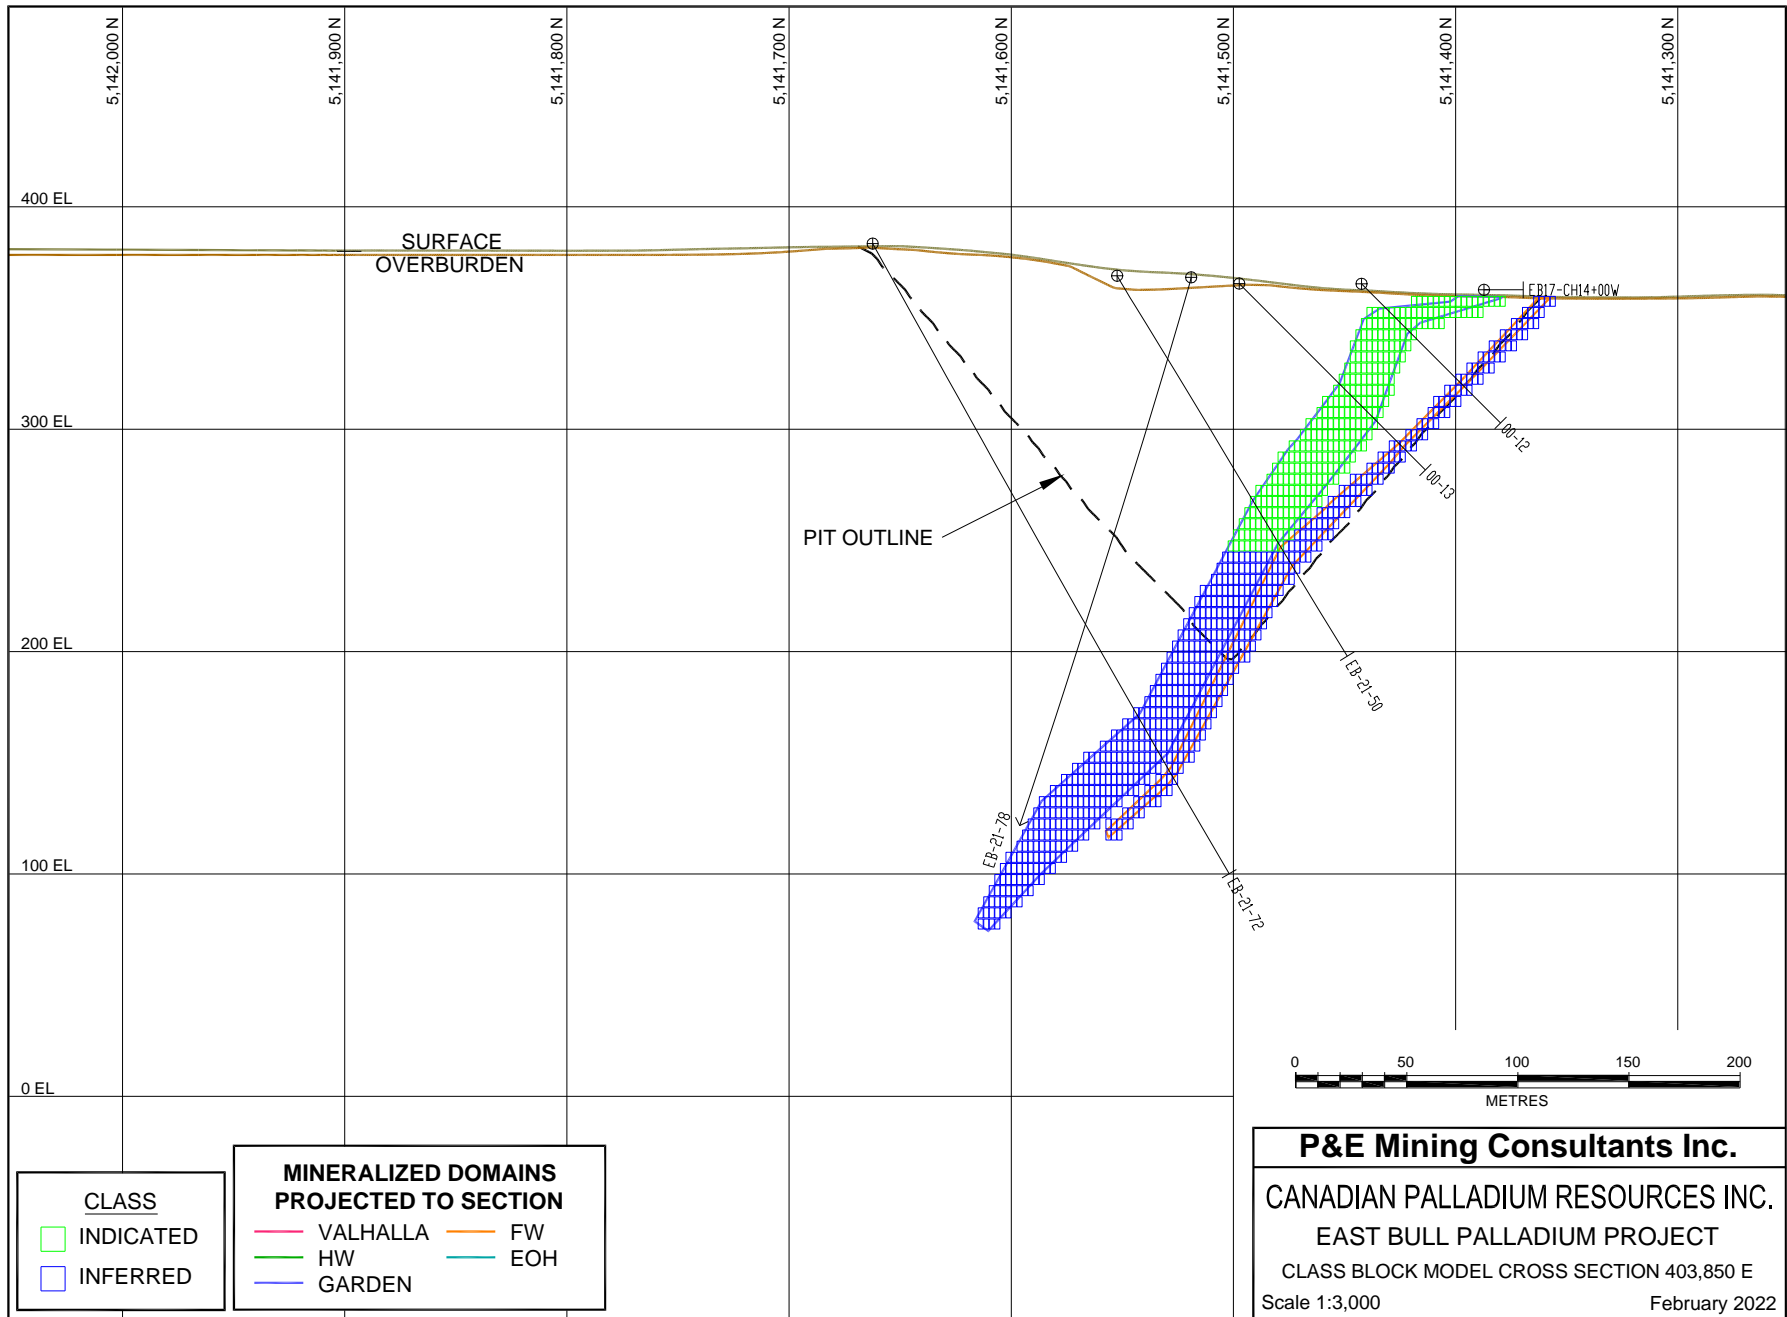 5,142,000 N
5,141,900 N
5,141,800 N
5,141,700 N
5,141,600 N
5,141,500 N
5,141,400 N
5,141,300 N
400 EL
SURFACE
OVERBURDEN
EB17-CH14+00W
300 EL
00-12
00-13
PIT OUTLINE
200 EL
EB-21-50
EB-21-78
100 EL
EB-21-72
0 EL
0 50 100 150 200
METRES
CLASS
INDICATED
INFERRED
MINERALIZED DOMAINS
PROJECTED TO SECTION
VALHALLA FW
HW EOH
GARDEN
P&E Mining Consultants Inc.
CANADIAN PALLADIUM RESOURCES INC.
EAST BULL PALLADIUM PROJECT
CLASS BLOCK MODEL CROSS SECTION 403,850 E
Scale 1:3,000 February 2022